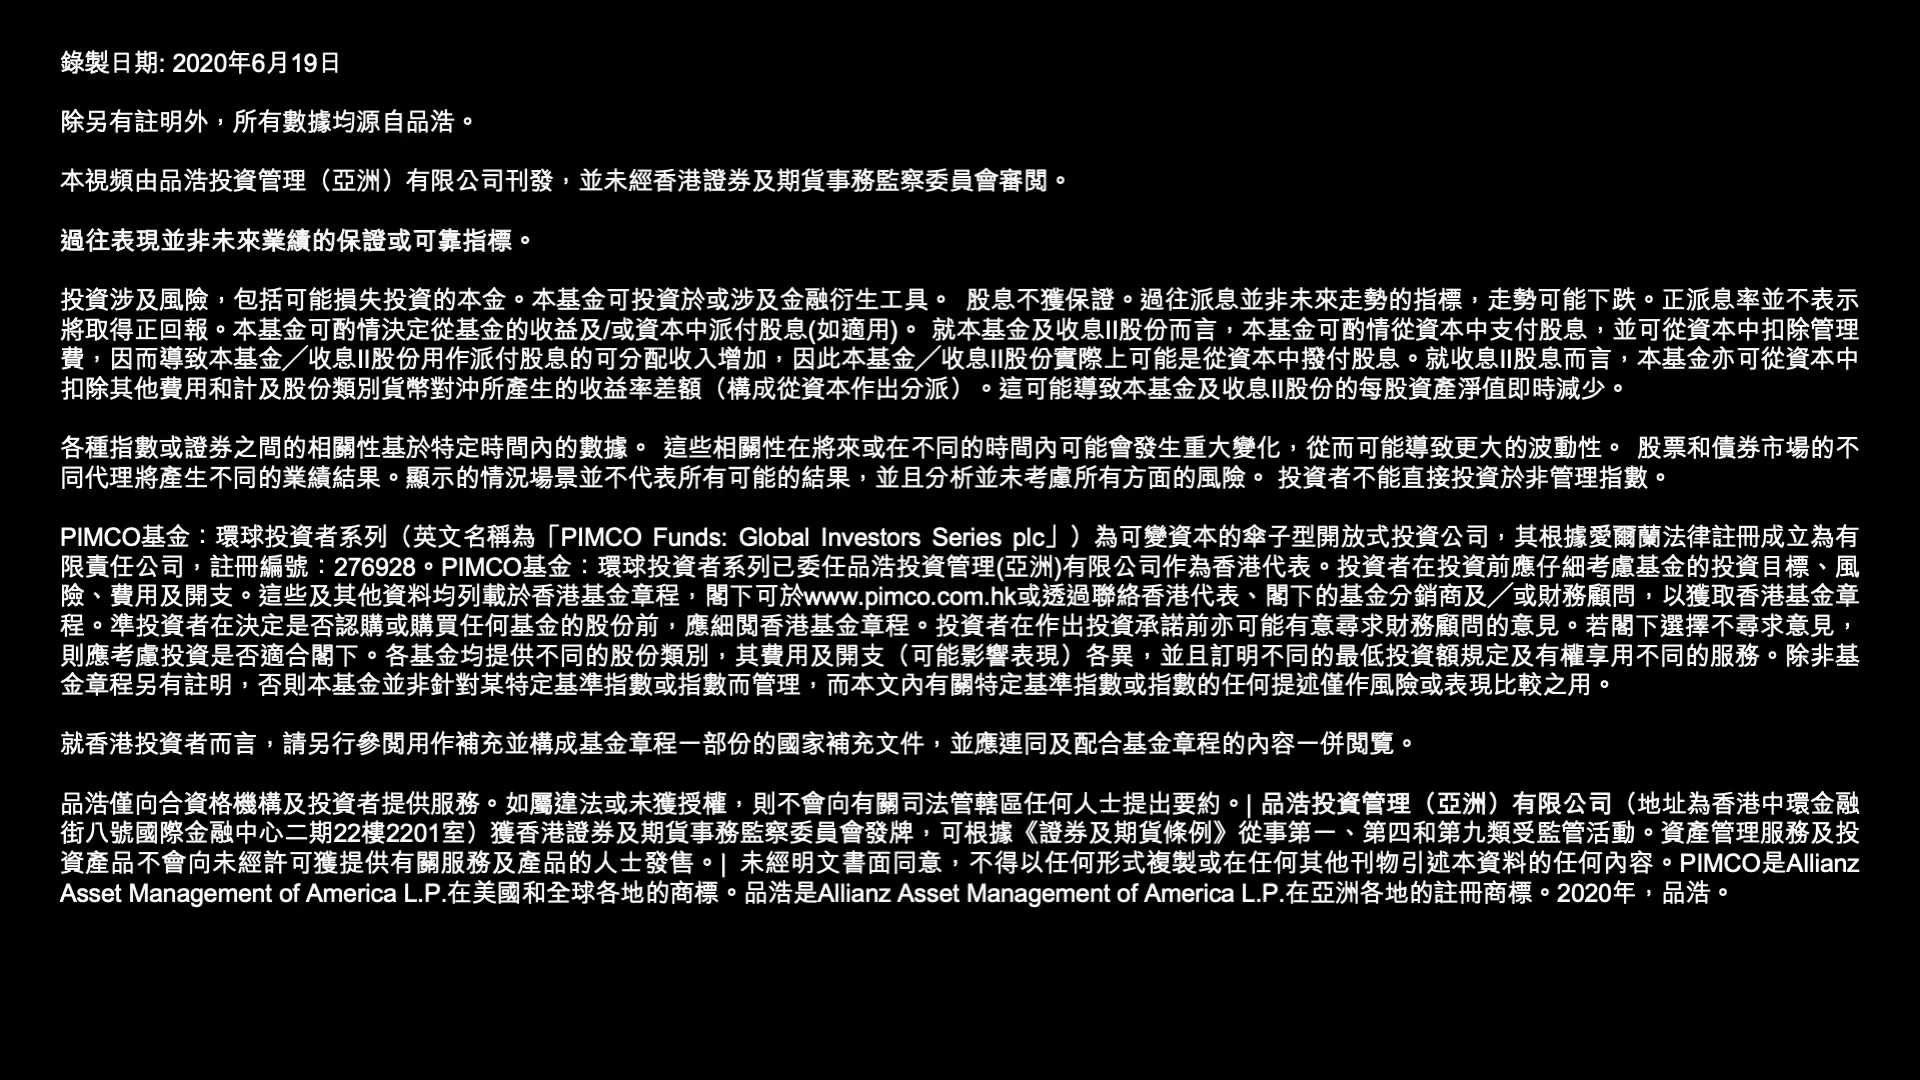 錄製日期: 2020年6月19日
除另有註明外，所有數據均源自品浩。
本視頻由品浩投資管理（亞洲）有限公司刊發，並未經香港證券及期貨事務監察委員會審閱。
過往表現並非未來業績的保證或可靠指標。
投資涉及風險，包括可能損失投資的本金。本基金可投資於或涉及金融衍生工具。 股息不獲保證。過往派息並非未來走勢的指標，走勢可能下跌。正派息率並不表示
將取得正回報。本基金可酌情決定從基金的收益及/或資本中派付股息(如適用)。 就本基金及收息II股份而言，本基金可酌情從資本中支付股息，並可從資本中扣除管理
費，因而導致本基金╱收息II股份用作派付股息的可分配收入增加，因此本基金╱收息II股份實際上可能是從資本中撥付股息。就收息II股息而言，本基金亦可從資本中
扣除其他費用和計及股份類別貨幣對沖所產生的收益率差額（構成從資本作出分派）。這可能導致本基金及收息II股份的每股資產淨值即時減少。
各種指數或證券之間的相關性基於特定時間內的數據。 這些相關性在將來或在不同的時間內可能會發生重大變化，從而可能導致更大的波動性。 股票和債券市場的不
同代理將產生不同的業績結果。顯示的情況場景並不代表所有可能的結果，並且分析並未考慮所有方面的風險。 投資者不能直接投資於非管理指數。
PIMCO基金：環球投資者系列（英文名稱為「PIMCO Funds: Global Investors Series plc」）為可變資本的傘子型開放式投資公司，其根據愛爾蘭法律註冊成立為有
限責任公司，註冊編號：276928。PIMCO基金：環球投資者系列已委任品浩投資管理(亞洲)有限公司作為香港代表。投資者在投資前應仔細考慮基金的投資目標、風
險、費用及開支。這些及其他資料均列載於香港基金章程，閣下可於www.pimco.com.hk或透過聯絡香港代表、閣下的基金分銷商及╱或財務顧問，以獲取香港基金章
程。準投資者在決定是否認購或購買任何基金的股份前，應細閱香港基金章程。投資者在作出投資承諾前亦可能有意尋求財務顧問的意見。若閣下選擇不尋求意見，
則應考慮投資是否適合閣下。各基金均提供不同的股份類別，其費用及開支（可能影響表現）各異，並且訂明不同的最低投資額規定及有權享用不同的服務。除非基
金章程另有註明，否則本基金並非針對某特定基準指數或指數而管理，而本文內有關特定基準指數或指數的任何提述僅作風險或表現比較之用。
就香港投資者而言，請另行參閱用作補充並構成基金章程一部份的國家補充文件，並應連同及配合基金章程的內容一併閱覽。
品浩僅向合資格機構及投資者提供服務。如屬違法或未獲授權，則不會向有關司法管轄區任何人士提出要約。| 品浩投資管理（亞洲）有限公司（地址為香港中環金融
街八號國際金融中心二期22樓2201室）獲香港證券及期貨事務監察委員會發牌，可根據《證券及期貨條例》從事第一、第四和第九類受監管活動。資產管理服務及投
資產品不會向未經許可獲提供有關服務及產品的人士發售。| 未經明文書面同意，不得以任何形式複製或在任何其他刊物引述本資料的任何內容。PIMCO是Allianz
Asset Management of America L.P.在美國和全球各地的商標。品浩是Allianz Asset Management of America L.P.在亞洲各地的註冊商標。2020年，品浩。